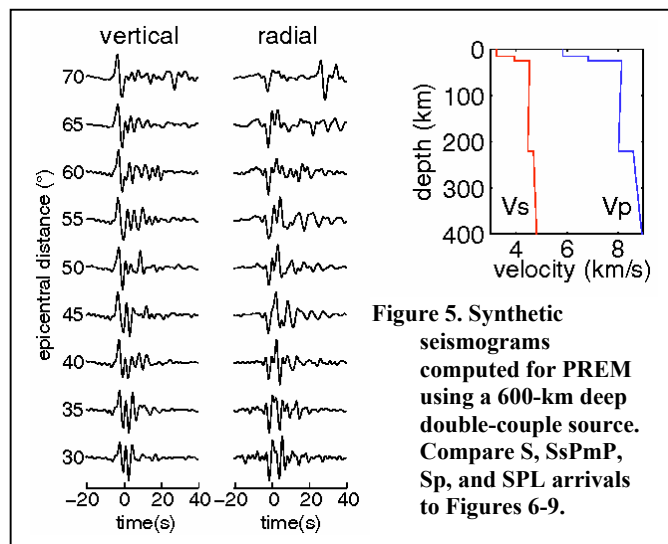 vertical
radial
70
65
60
55
50
45
40
35
30
epicentral distance (°)
-20 0 20 40
time(s)
-20 0 20 40
time(s)
0
100
200
300
400
depth (km)
Vs
Vp
4 6 8
velocity (km/s)
Figure 5. Synthetic
seismograms
computed for PREM
using a 600-km deep
double-couple source.
Compare S, SsPmP,
Sp, and SPL arrivals
to Figures 6-9.